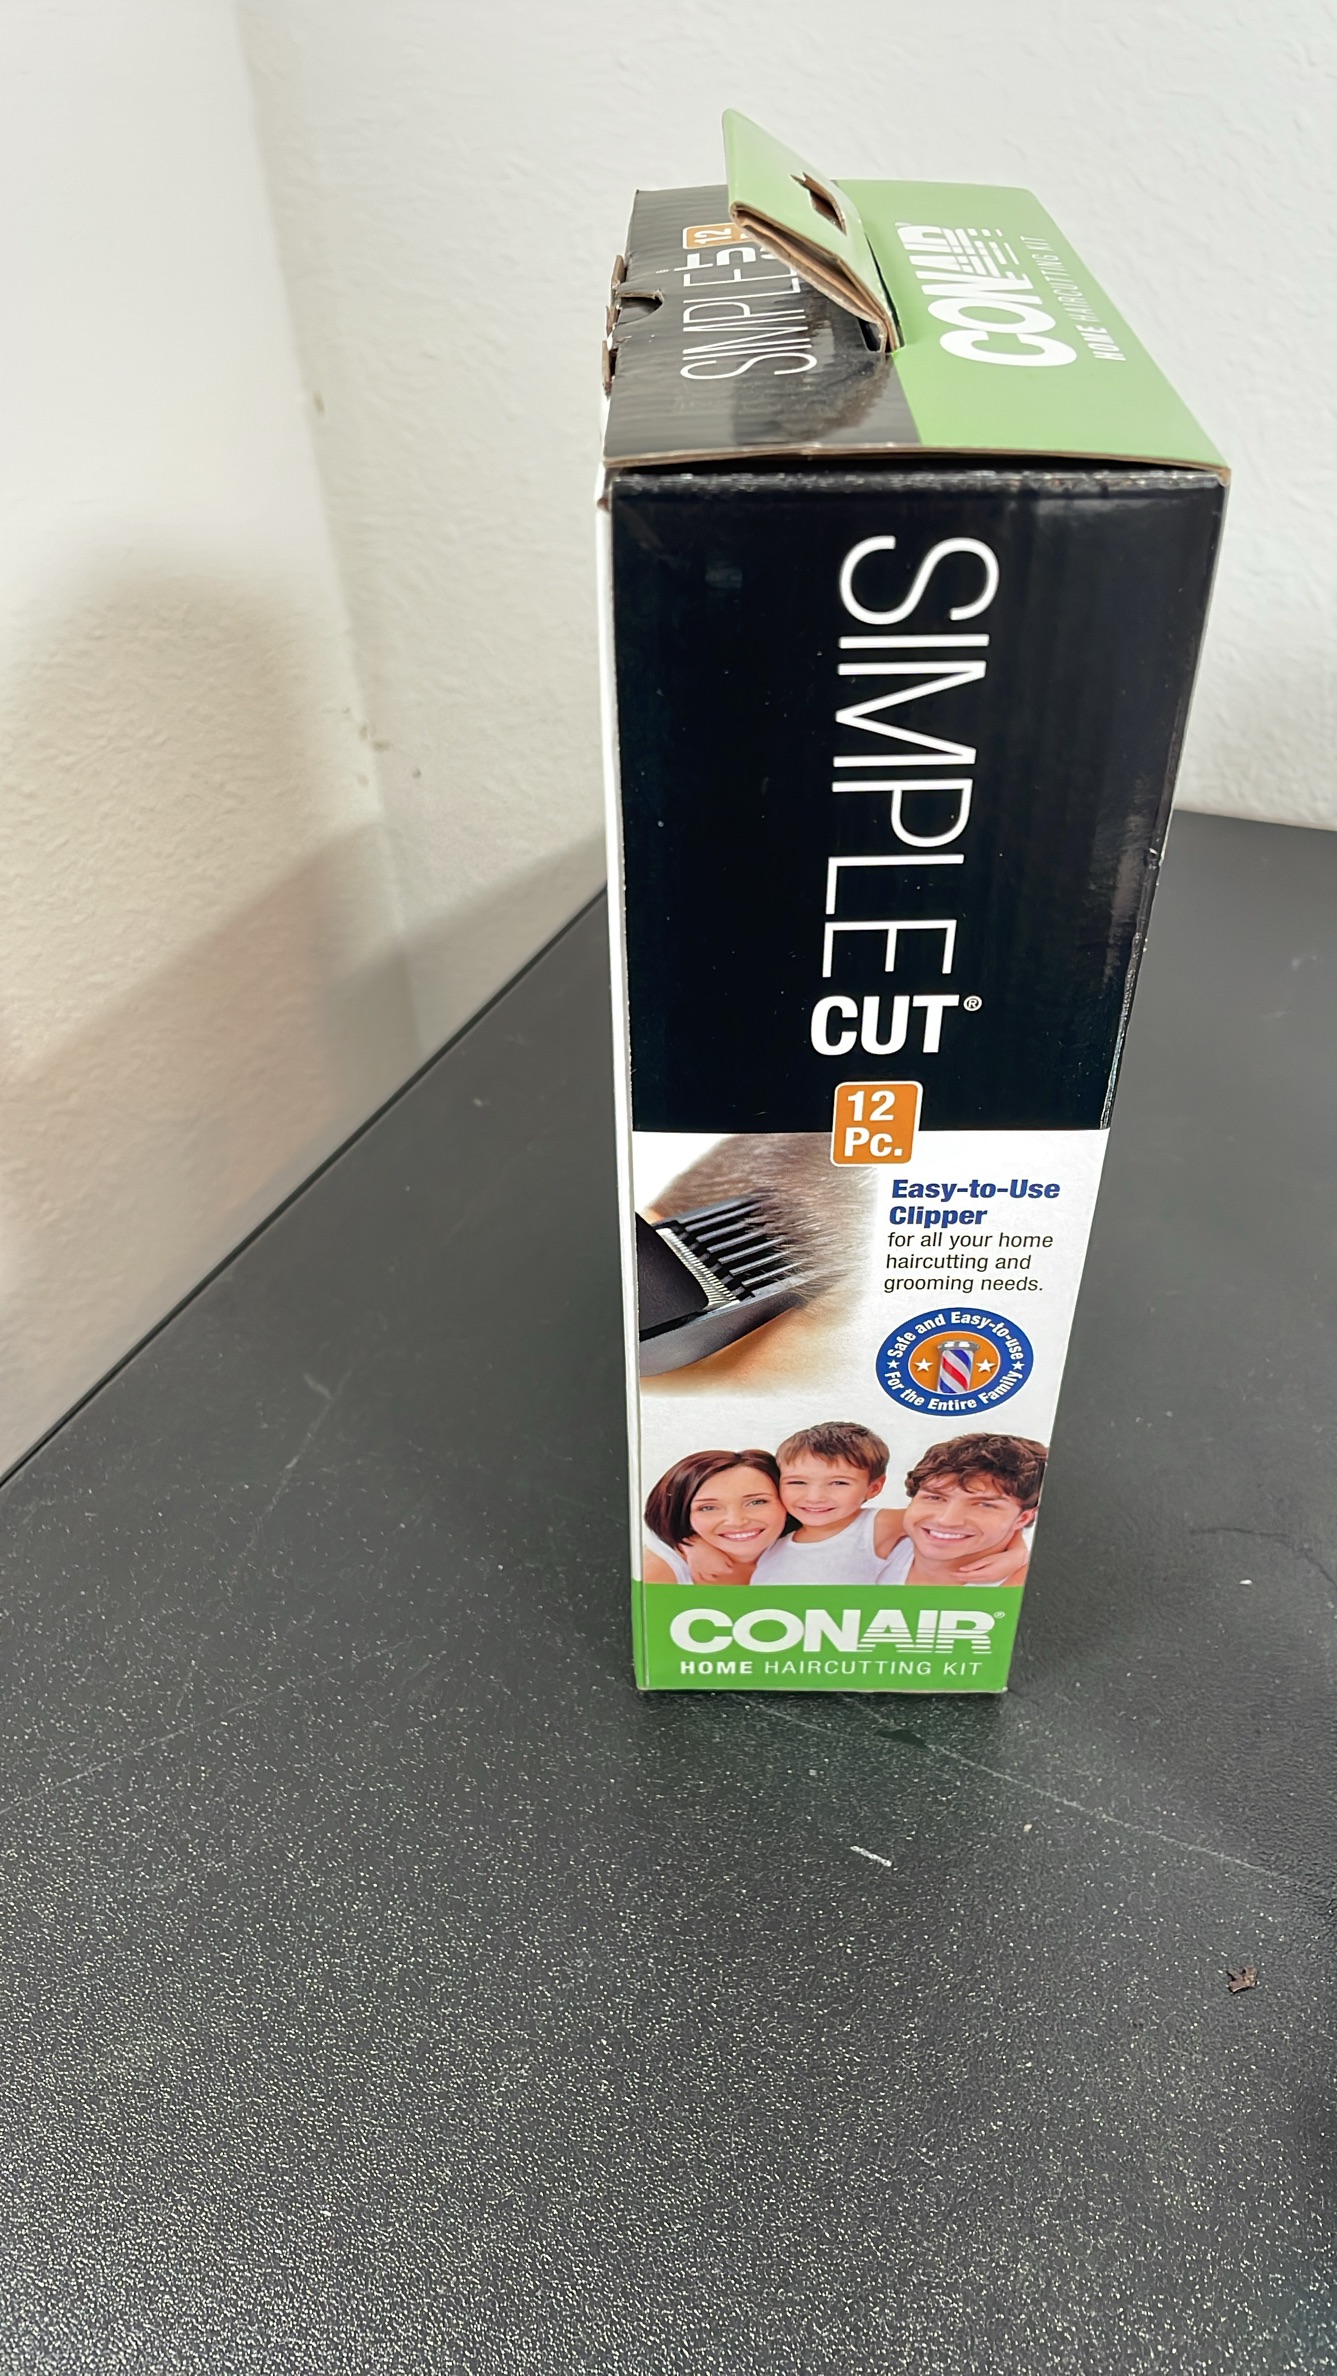 SIMPLE
12
CONAIR
HOME HAIRCUTTING KIT
SIMPLE
CUT®
12
Pc.
Easy-to-Use
Clipper
for all your home
haircutting and
grooming needs.
Safe and Easy-to-use
For the Entire Family
CONAIR®
HOME HAIRCUTTING KIT